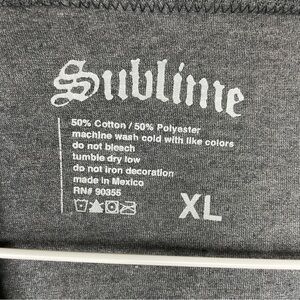 Sublime
50% Cotton / 50% Polyester
machine wash cold with like colors
do not bleach
tumble dry low
do not iron decoration
made in Mexico
RN# 90355
XL